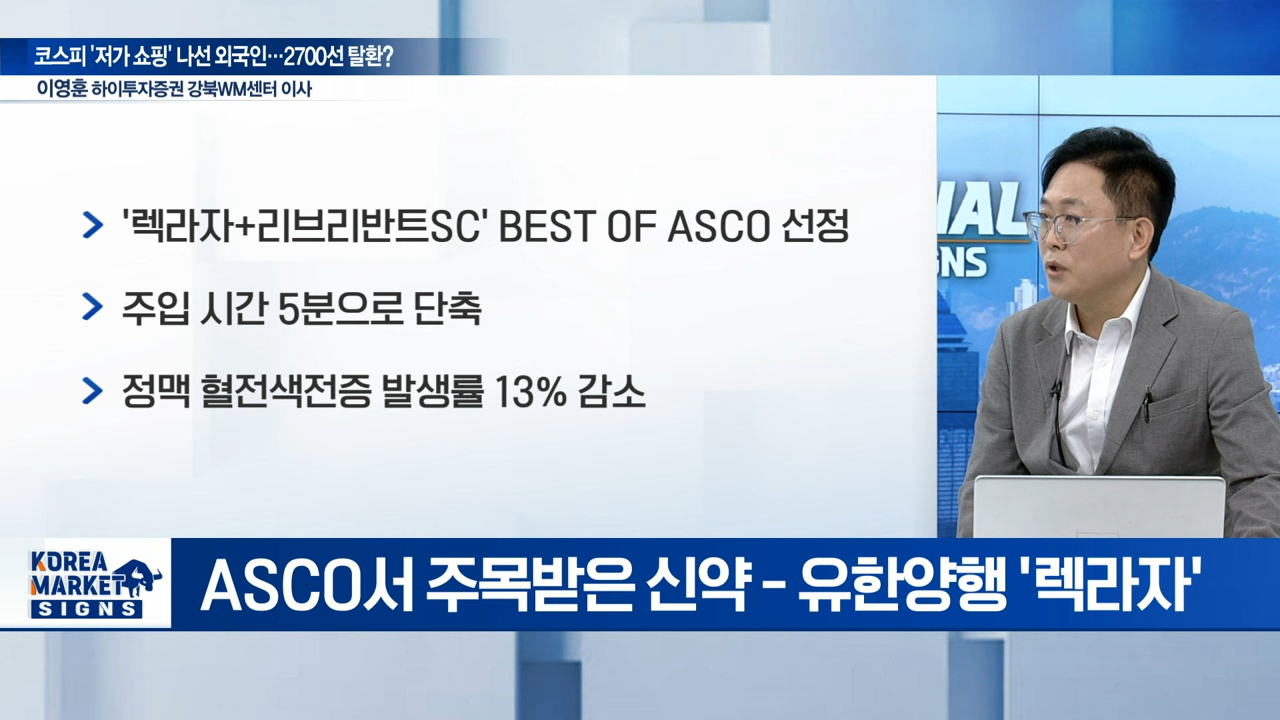 코스피 '저가 쇼핑' 나선 외국인…2700선 탈환?
이영훈 하이투자증권 강북WM센터 이사
'렉라자+리브리반트SC' BEST OF ASCO 선정
주입 시간 5분으로 단축
정맥 혈전색전증 발생률 13% 감소
NAL
GNS
KOREA
MARKET
SIGNS
ASCO서 주목받은 신약 - 유한양행 '렉라자'